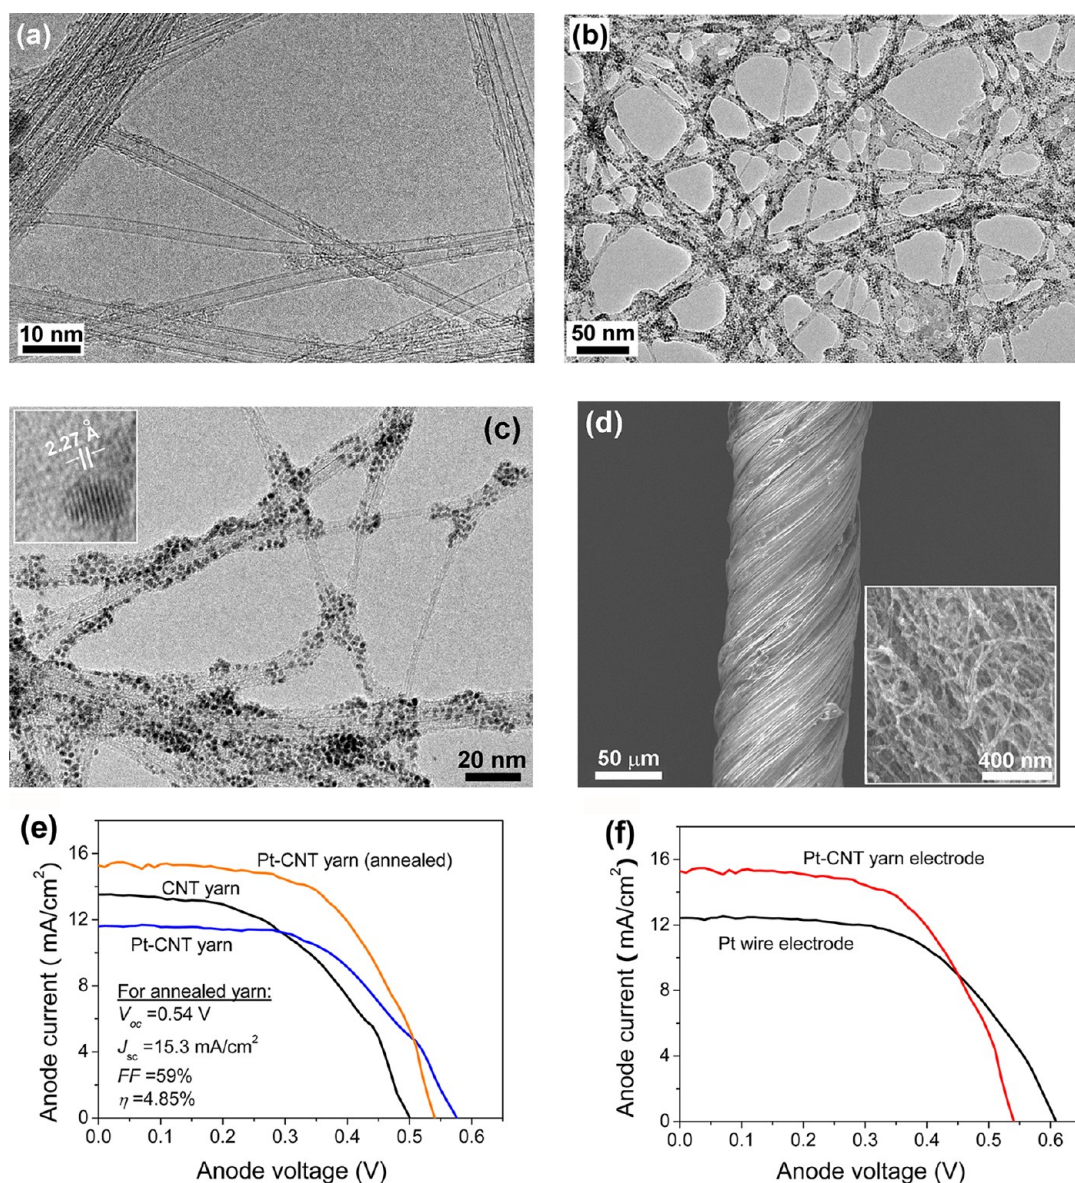 (a)
10 nm
(b)
50 nm
2.27 Å
(c)
20 nm
(d)
50 μm
400 nm
(e)
Anode current ( mA/cm²)
16
12
8
4
0
Pt-CNT yarn (annealed)
CNT yarn
Pt-CNT yarn
For annealed yarn:
Voc =0.54 V
Jsc =15.3 mA/cm²
FF =59%
η =4.85%
0.0 0.1 0.2 0.3 0.4 0.5 0.6
Anode voltage (V)
(f)
Anode current ( mA/cm²)
16
12
8
4
0
Pt-CNT yarn electrode
Pt wire electrode
0.0 0.1 0.2 0.3 0.4 0.5 0.6
Anode voltage (V)